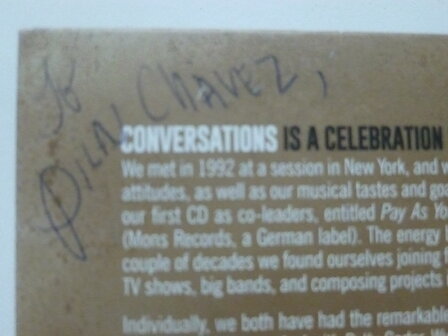 To
CHAVEZ,
CONVERSATIONS IS A CELEBRATION
We met in 1992 at a session in New York, and w
attitudes, as well as our musical tastes and go
our first CD as co-leaders, entitled Pay As Yo
(Mons Records, a German label). The energy
couple of decades we found ourselves joining
TV shows, big bands, and composing projects
Individually, we both have had the remarkabl